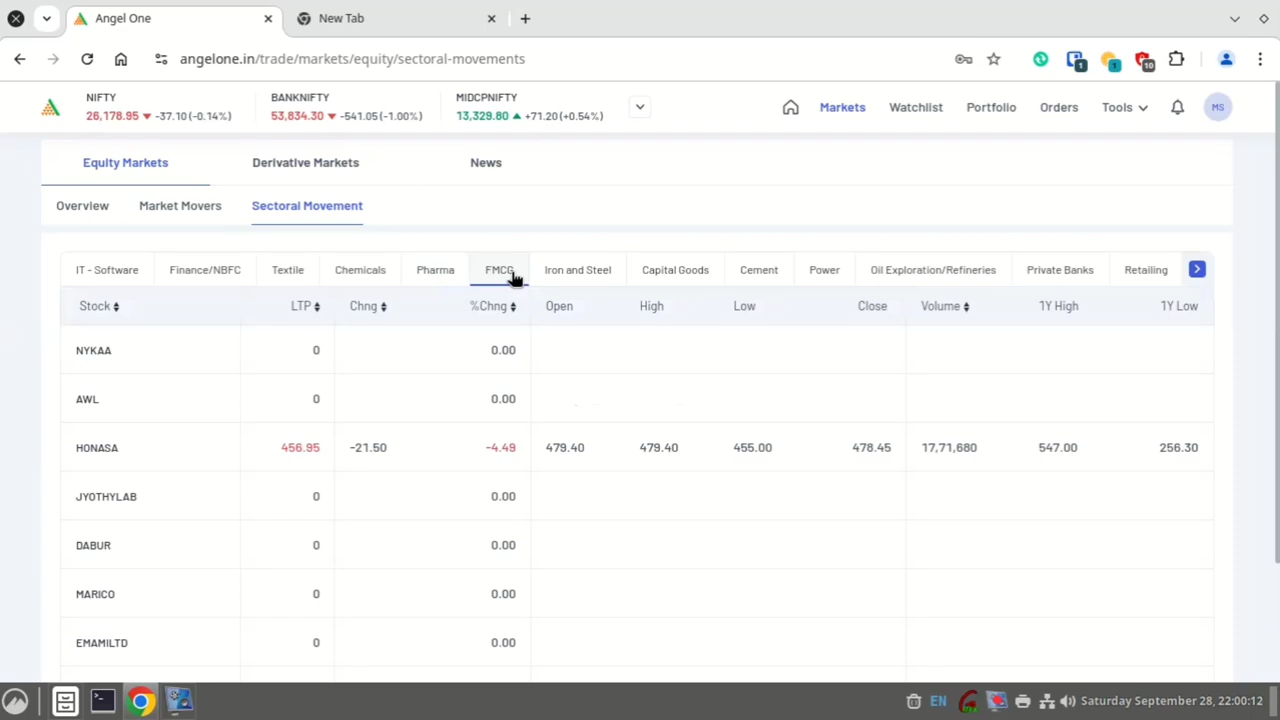 Angel One
New Tab
angelone.in/trade/markets/equity/sectoral-movements
1
1
10
NIFTY
26,178.95 -37.10(-0.14%)
BANKNIFTY
53,834.30 -541.05(-1.00%)
MIDCPNIFTY
13,329.80 +71.20(+0.54%)
Markets
Watchlist
Portfolio
Orders
Tools
MS
Equity Markets
Derivative Markets
News
Overview
Market Movers
Sectoral Movement
IT - Software
Finance/NBFC
Textile
Chemicals
Pharma
FMCG
Iron and Steel
Capital Goods
Cement
Power
Oil Exploration/Refineries
Private Banks
Retailing
Stock LTP Chng %Chng Open High Low Close Volume 1Y High 1Y Low
NYKAA 0 0.00
AWL 0 0.00
HONASA 456.95 -21.50 -4.49 479.40 479.40 455.00 478.45 17,71,680 547.00 256.30
JYOTHYLAB 0 0.00
DABUR 0 0.00
MARICO 0 0.00
EMAMILTD 0 0.00
EN
Saturday September 28, 22:00:12